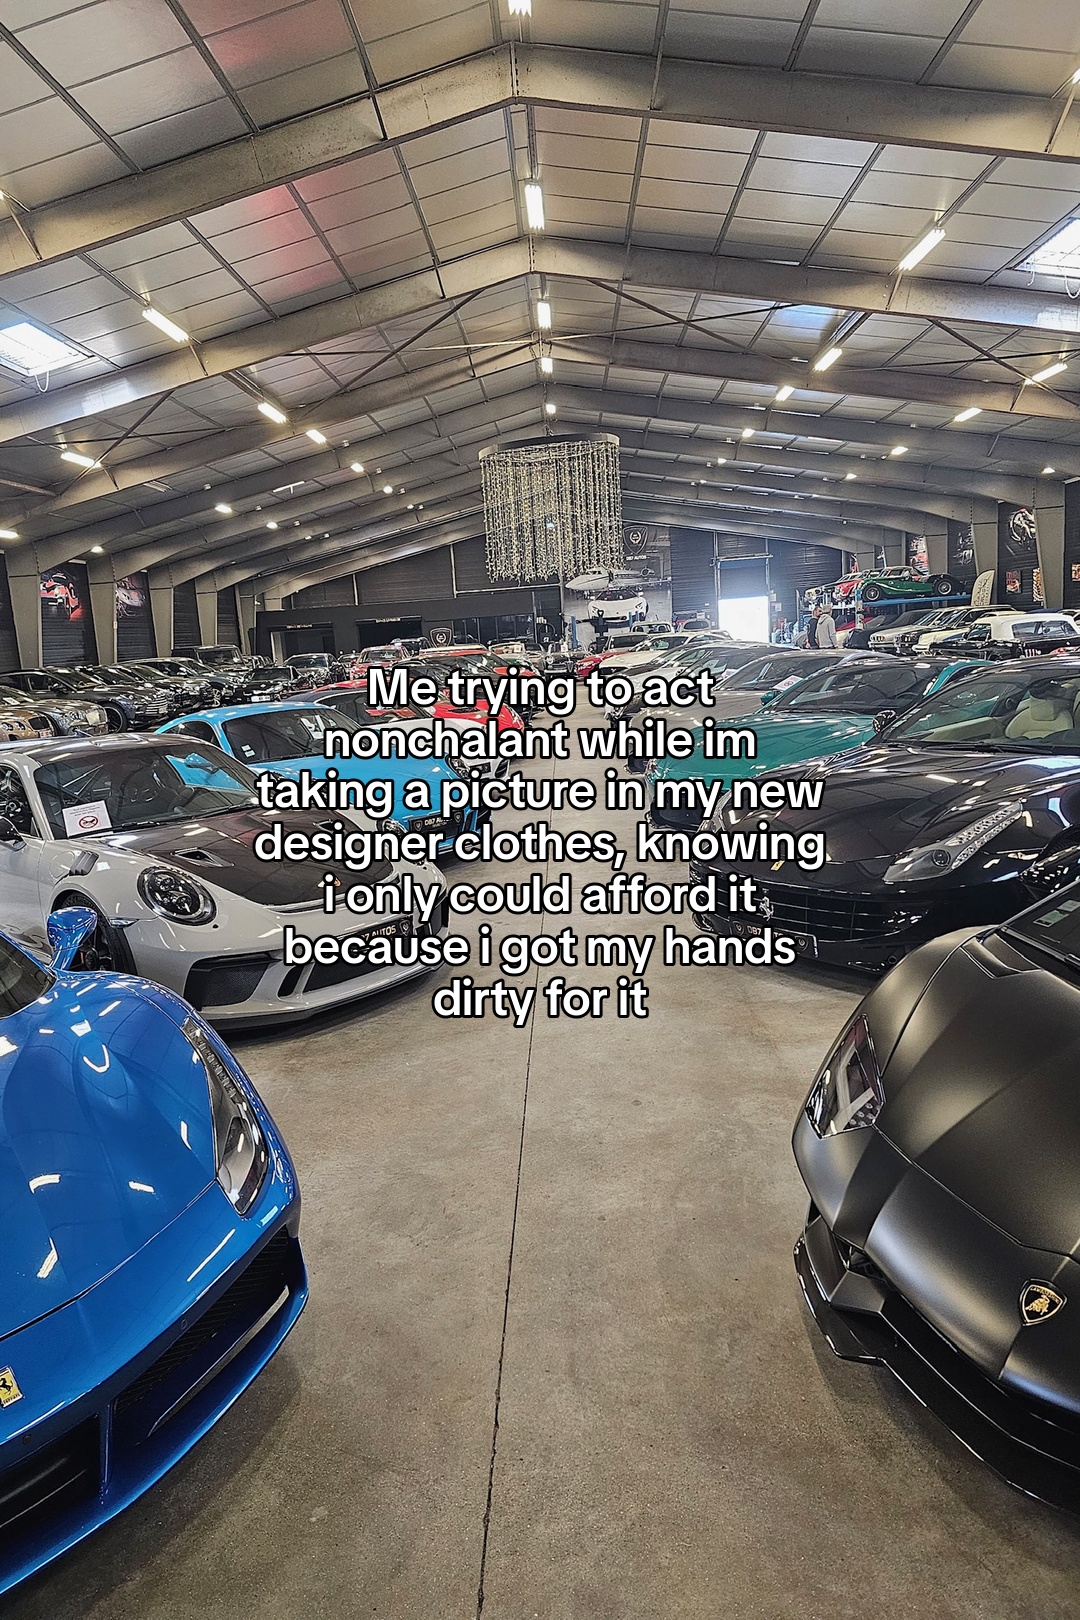 Me trying to act
nonchalant while im
taking a picture in my new
designer clothes, knowing
i only could afford it
because i got my hands
dirty for it